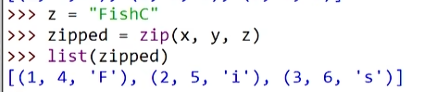 >>> z = "FishC"
>>> zipped = zip(x, y, z)
>>> list(zipped)
[(1, 4, 'F'), (2, 5, 'i'), (3, 6, 's')]